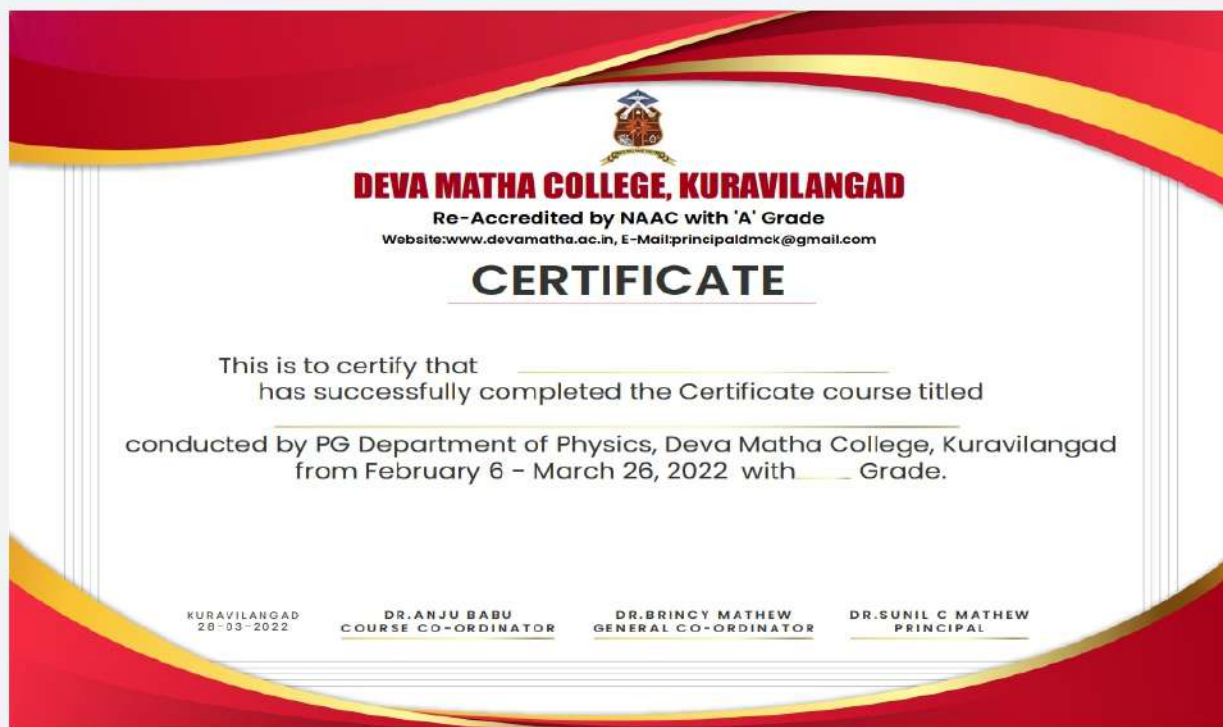 DEVA MATHA COLLEGE, KURAVILANGAD
Re-Accredited by NAAC with 'A' Grade
Website:www.devamatha.ac.in, E-Mail:principaldmck@gmail.com
CERTIFICATE
This is to certify that
has successfully completed the Certificate course titled
conducted by PG Department of Physics, Deva Matha College, Kuravilangad
from February 6 - March 26, 2022 with Grade.
KURAVILANGAD
26-03-2022
DR.ANJU BABU
COURSE CO-ORDINATOR
DR.BRINCY MATHEW
GENERAL CO-ORDINATOR
DR.SUNIL C MATHEW
PRINCIPAL